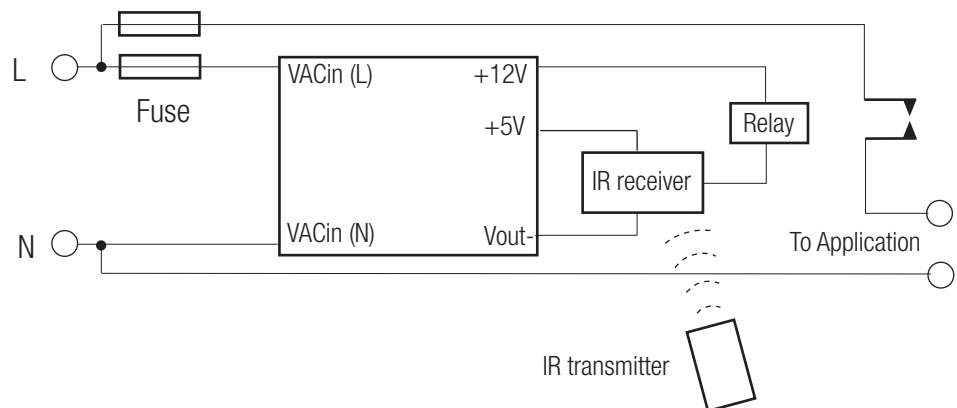 L
Fuse
VACin (L)
+12V
+5V
Relay
IR receiver
N
VACin (N)
Vout-
To Application
IR transmitter